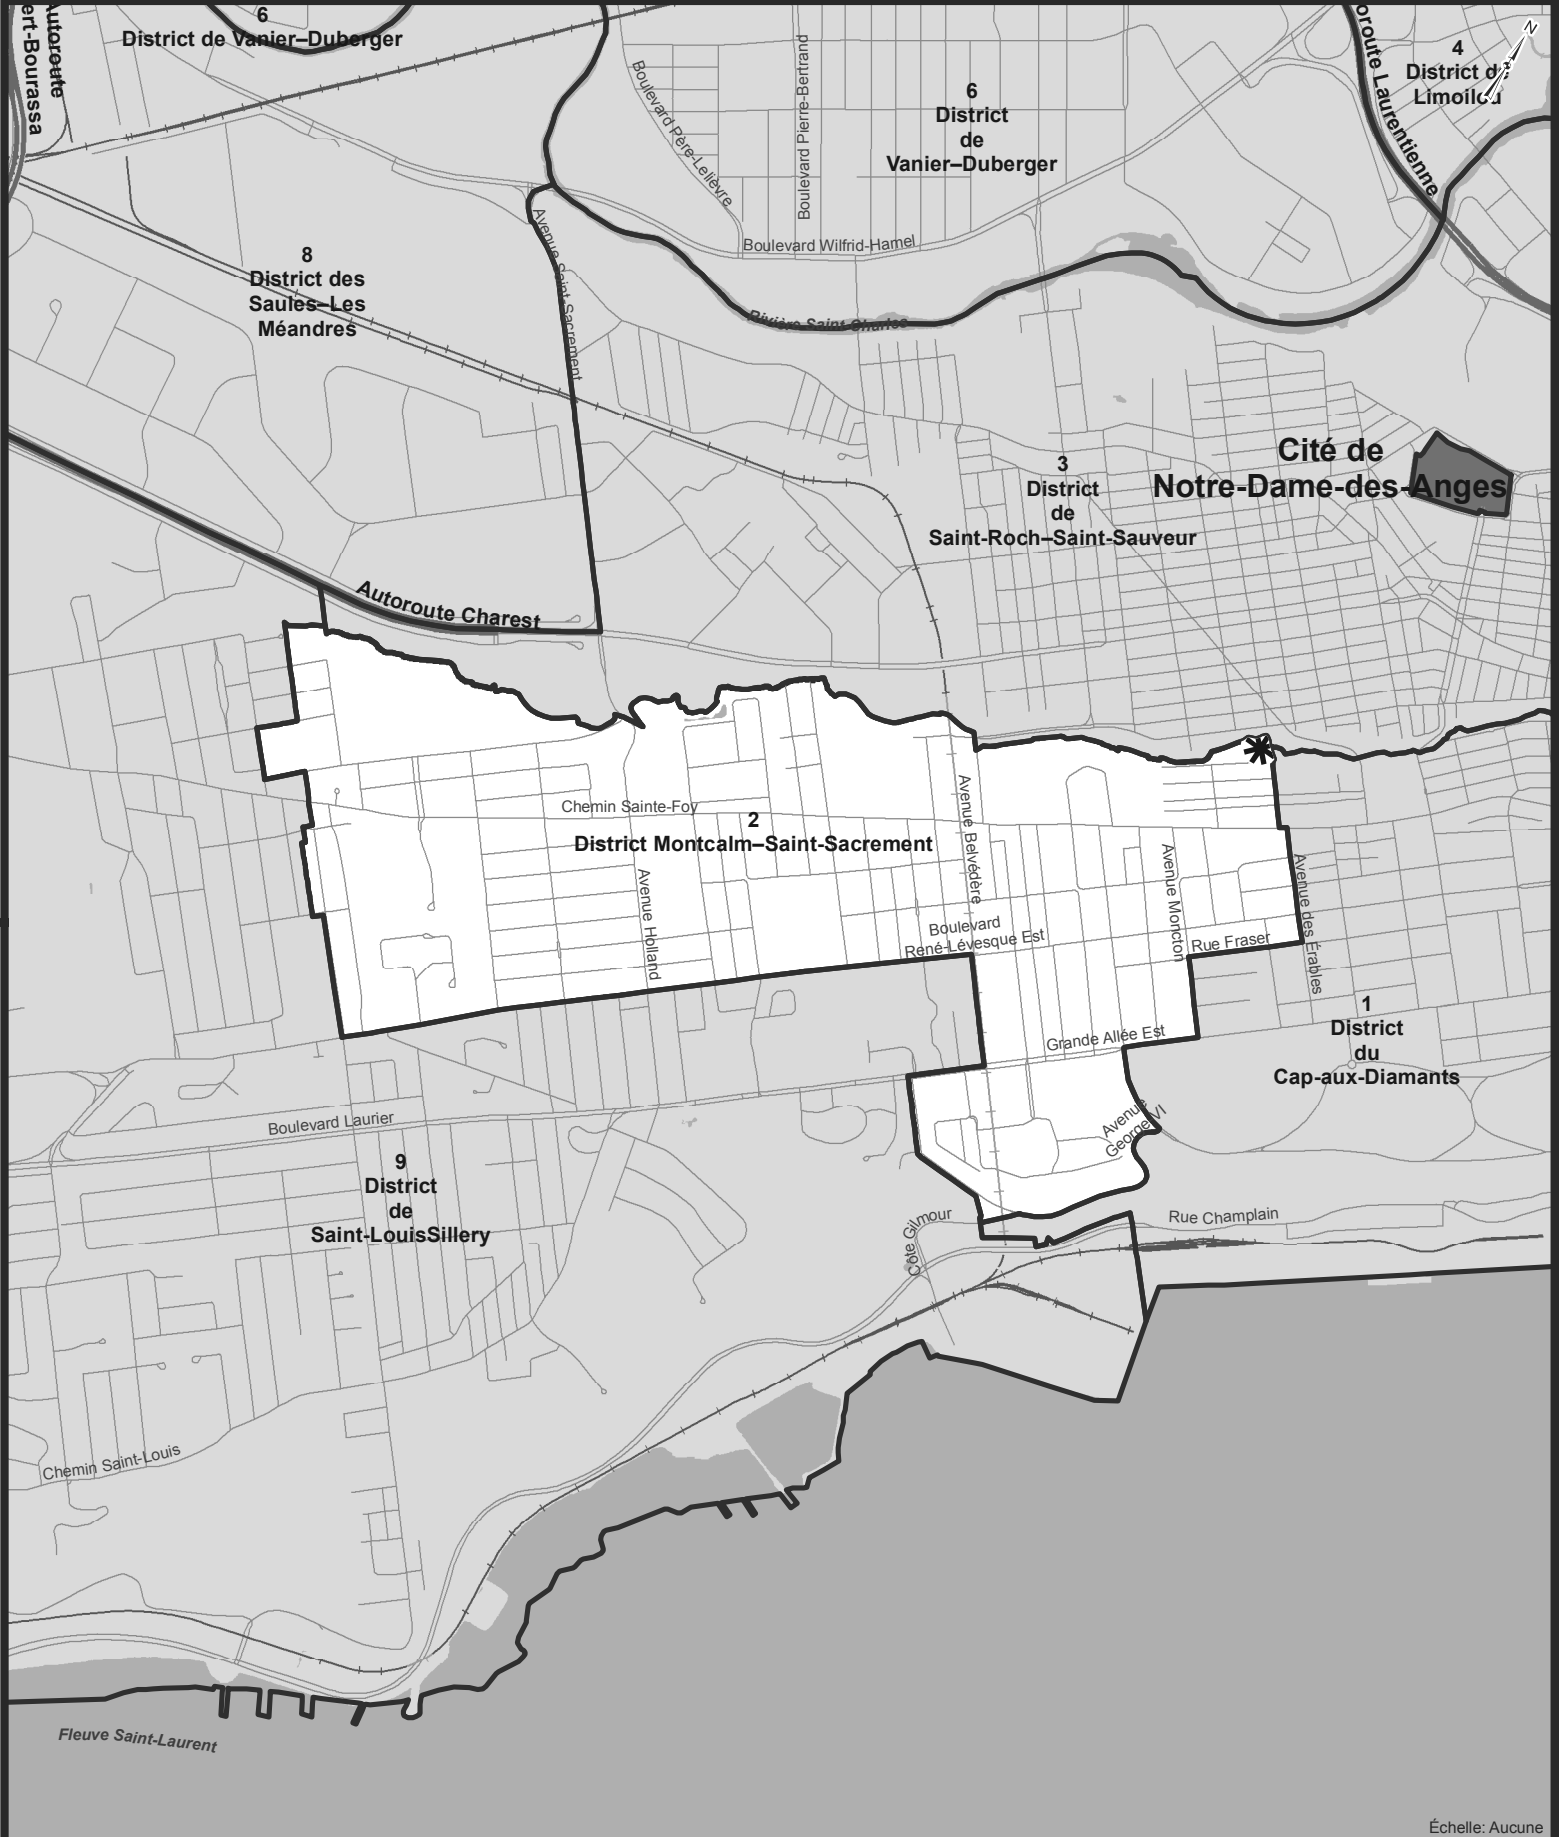 6
District de Vanier–Duberger
Autoroute
ert-Bourassa
Boulevard Père-Lelièvre
Boulevard Pierre-Bertrand
6
District
de
Vanier–Duberger
oroute Laurentienne
4
District de
Limoilou
N
Avenue Saint-Sacrement
Boulevard Wilfrid-Hamel
8
District des
Saules–Les
Méandres
Rivière Saint-Charles
Cité de
Notre-Dame-des-Anges
3
District
de
Saint-Roch–Saint-Sauveur
Autoroute Charest
Chemin Sainte-Foy
2
District Montcalm–Saint-Sacrement
Avenue Belvédère
Avenue Holland
Avenue Moncton
Avenue des Érables
Boulevard
René-Lévesque Est
Rue Fraser
Grande Allée Est
1
District
du
Cap-aux-Diamants
Avenue
George VI
Boulevard Laurier
9
District
de
Saint-LouisSillery
Côte Gilmour
Rue Champlain
Chemin Saint-Louis
Fleuve Saint-Laurent
Échelle: Aucune